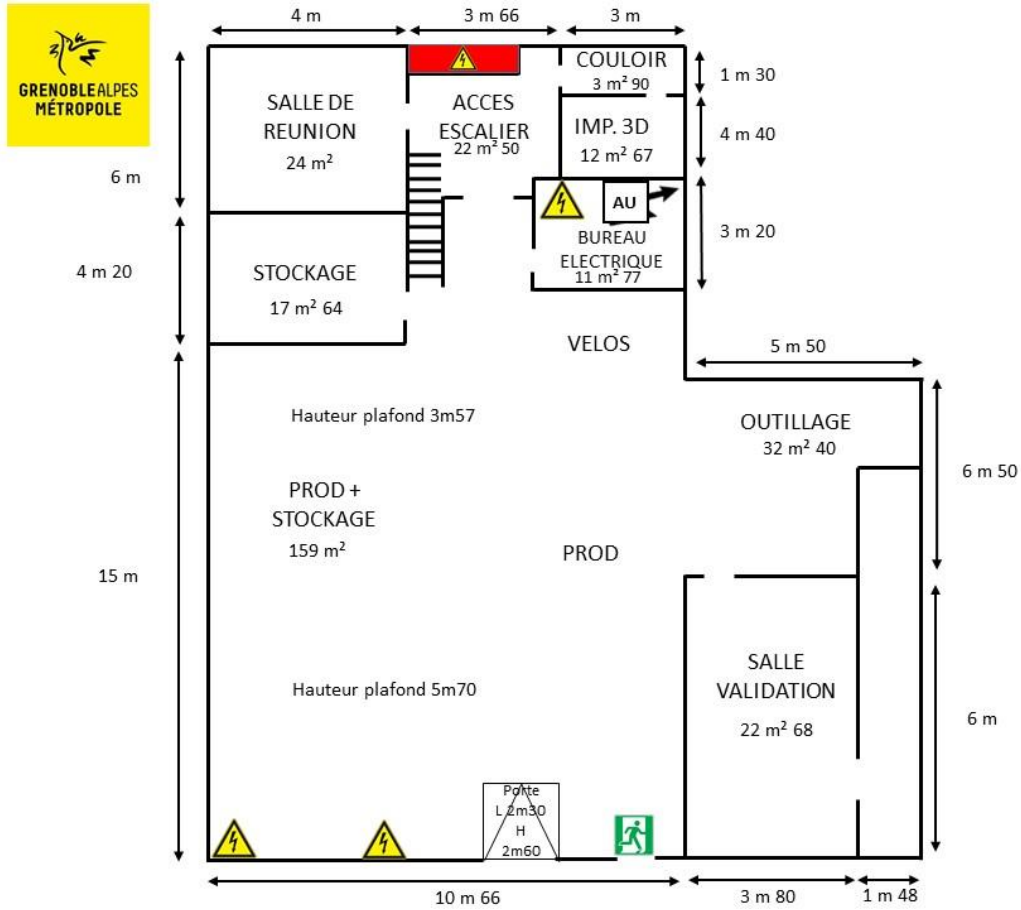 4 m
3 m 66
3 m
GRENOBLEALPES
MÉTROPOLE
COULOIR
3 m² 90
1 m 30
SALLE DE
REUNION
24 m²
ACCES
ESCALIER
22 m² 50
IMP. 3D
12 m² 67
4 m 40
6 m
AU
BUREAU
ELECTRIQUE
11 m² 77
3 m 20
4 m 20
STOCKAGE
17 m² 64
VELOS
5 m 50
Hauteur plafond 3m57
OUTILLAGE
32 m² 40
6 m 50
PROD +
STOCKAGE
159 m²
PROD
15 m
Hauteur plafond 5m70
SALLE
VALIDATION
22 m² 68
6 m
Porte
L 2m30
H
2m60
10 m 66
3 m 80
1 m 48